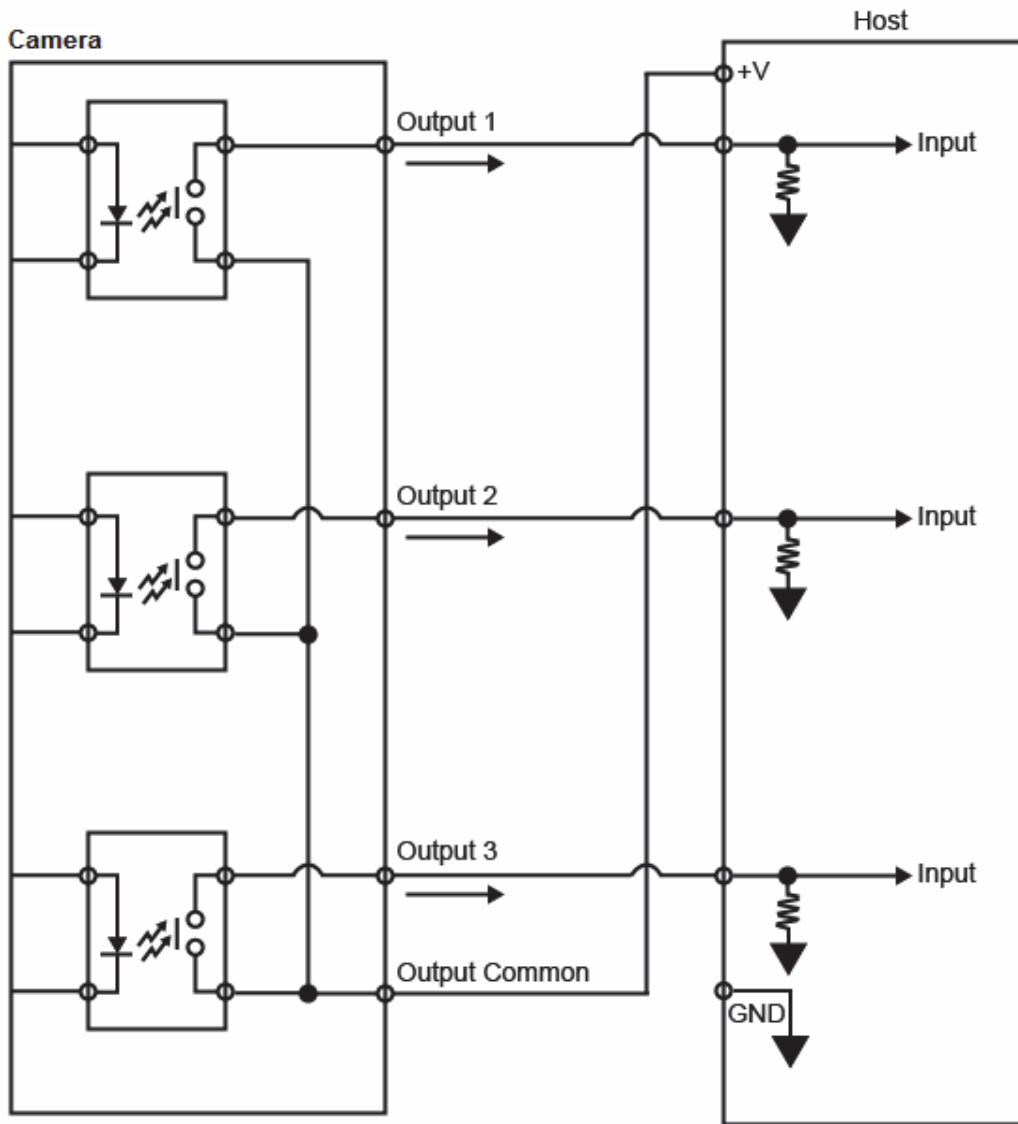 Host
Camera
+V
Output 1
Input
Output 2
Input
Output 3
Input
Output Common
GND